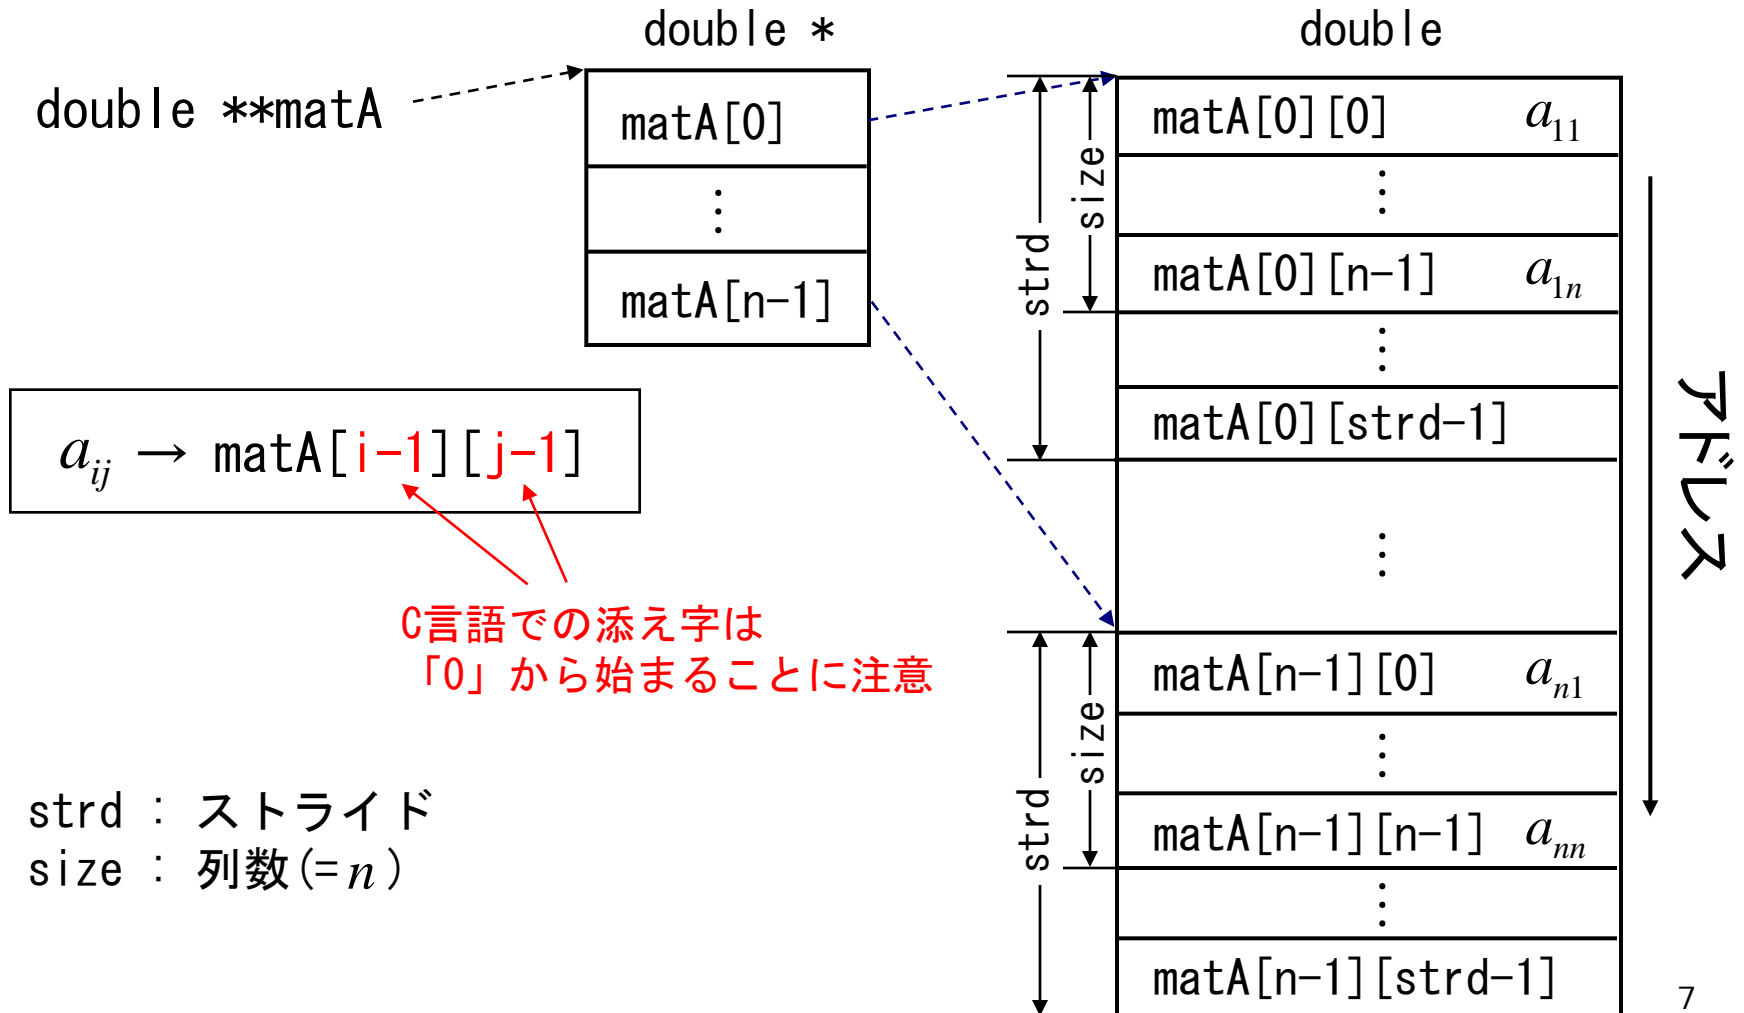 double *
double
double **matA
matA[0]
⋮
matA[n-1]
matA[0][0] a₁₁
⋮
matA[0][n-1] a₁ₙ
⋮
matA[0][strd-1]
⋮
matA[n-1][0] aₙ₁
⋮
matA[n-1][n-1] aₙₙ
⋮
matA[n-1][strd-1]
size
strd
size
strd
アドレス
aᵢⱼ → matA[i-1][j-1]
C言語での添え字は
「0」から始まることに注意
strd : ストライド
size : 列数(=n)
7